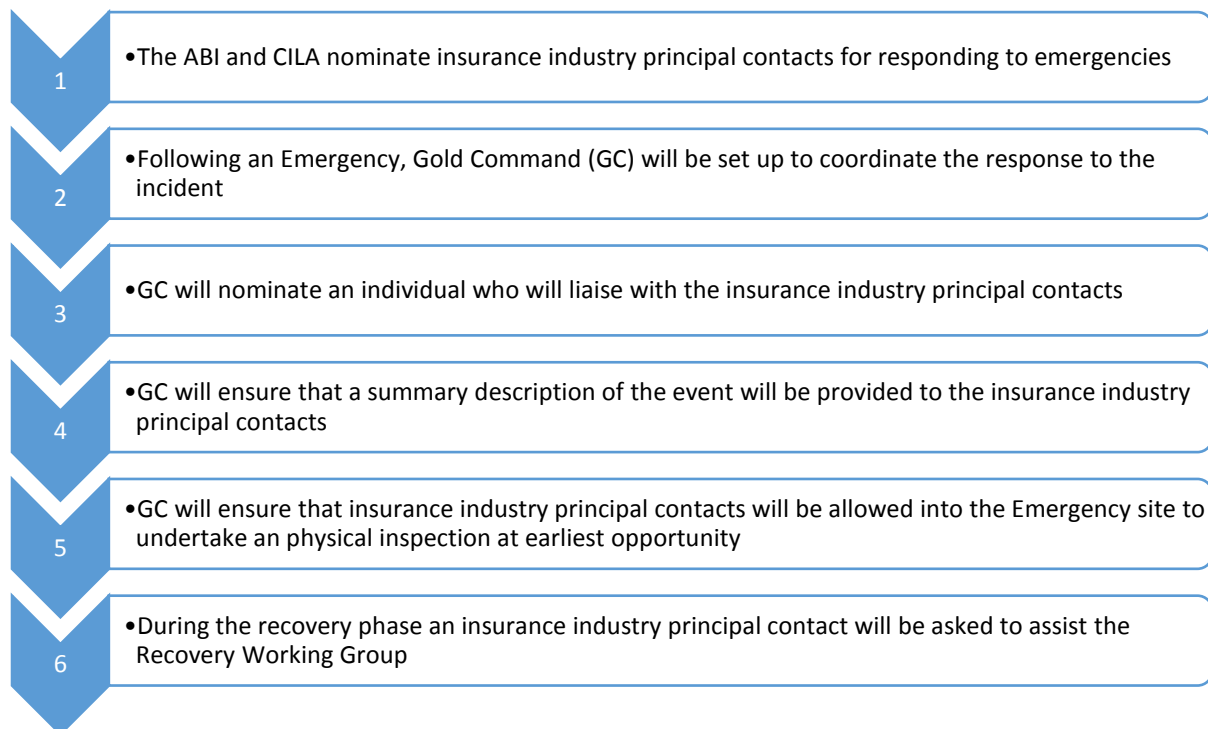 1
•The ABI and CILA nominate insurance industry principal contacts for responding to emergencies
2
•Following an Emergency, Gold Command (GC) will be set up to coordinate the response to the
incident
3
•GC will nominate an individual who will liaise with the insurance industry principal contacts
4
•GC will ensure that a summary description of the event will be provided to the insurance industry
principal contacts
5
•GC will ensure that insurance industry principal contacts will be allowed into the Emergency site to
undertake an physical inspection at earliest opportunity
6
•During the recovery phase an insurance industry principal contact will be asked to assist the
Recovery Working Group